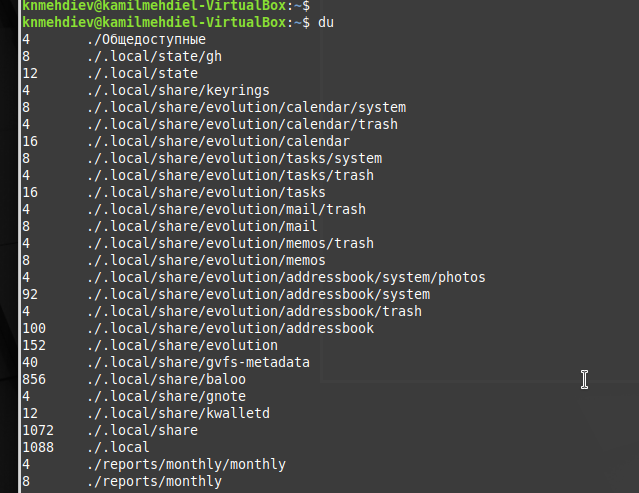 knmehdiev@kamilmehdiel-VirtualBox:~$
knmehdiev@kamilmehdiel-VirtualBox:~$ du
4 ./Общедоступные
8 ./.local/state/gh
12 ./.local/state
4 ./.local/share/keyrings
8 ./.local/share/evolution/calendar/system
4 ./.local/share/evolution/calendar/trash
16 ./.local/share/evolution/calendar
8 ./.local/share/evolution/tasks/system
4 ./.local/share/evolution/tasks/trash
16 ./.local/share/evolution/tasks
4 ./.local/share/evolution/mail/trash
8 ./.local/share/evolution/mail
4 ./.local/share/evolution/memos/trash
8 ./.local/share/evolution/memos
4 ./.local/share/evolution/addressbook/system/photos
92 ./.local/share/evolution/addressbook/system
4 ./.local/share/evolution/addressbook/trash
100 ./.local/share/evolution/addressbook
152 ./.local/share/evolution
40 ./.local/share/gvfs-metadata
856 ./.local/share/baloo
4 ./.local/share/gnote
12 ./.local/share/kwalletd
1072 ./.local/share
1088 ./.local
4 ./reports/monthly/monthly
8 ./reports/monthly